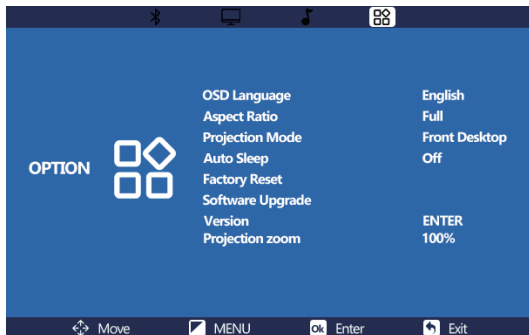 OSD Language English
Aspect Ratio Full
Projection Mode Front Desktop
Auto Sleep Off
OPTION
Factory Reset
Software Upgrade
Version ENTER
Projection zoom 100%
Move MENU Ok Enter Exit